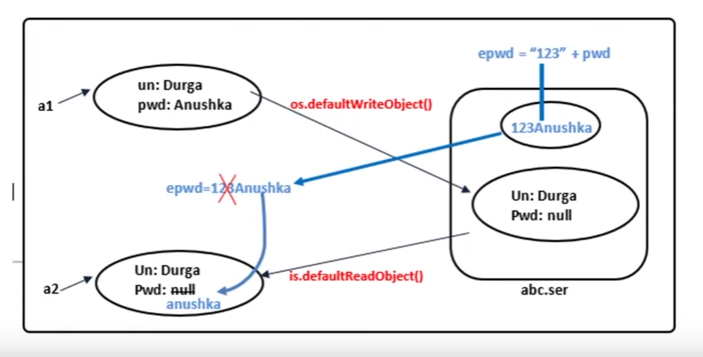 epwd = "123" + pwd
un: Durga
pwd: Anushka
a1
os.defaultWriteObject()
123Anushka
epwd=123Anushka
Un: Durga
Pwd: null
Un: Durga
Pwd: null
anushka
a2
is.defaultReadObject()
abc.ser